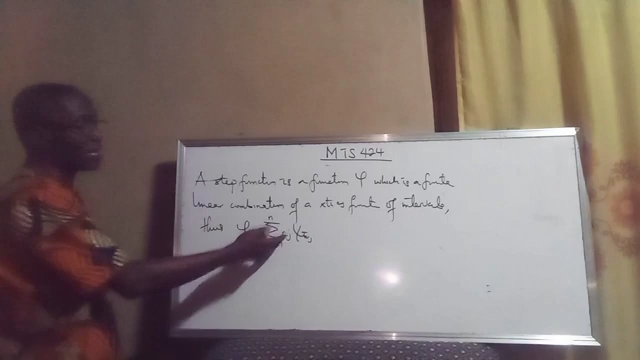 MTS 424
A step function is a function φ which is a finite
linear combination of a of intervals,
thus φ n Σ